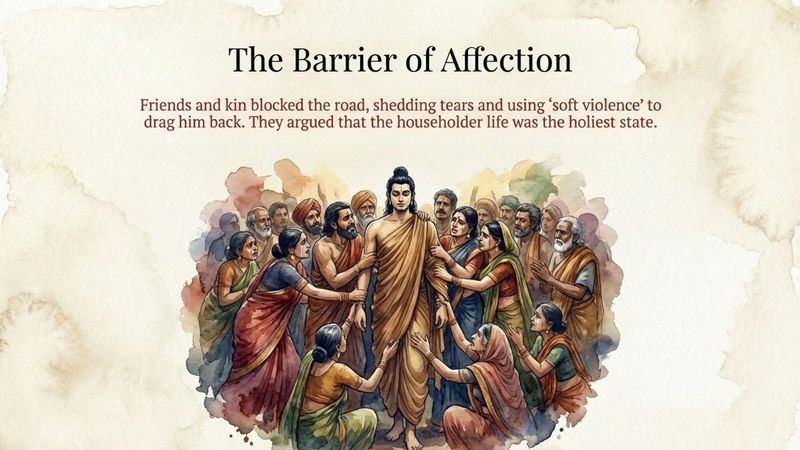 The Barrier of Affection
Friends and kin blocked the road, shedding tears and using ‘soft violence’ to
drag him back. They argued that the householder life was the holiest state.